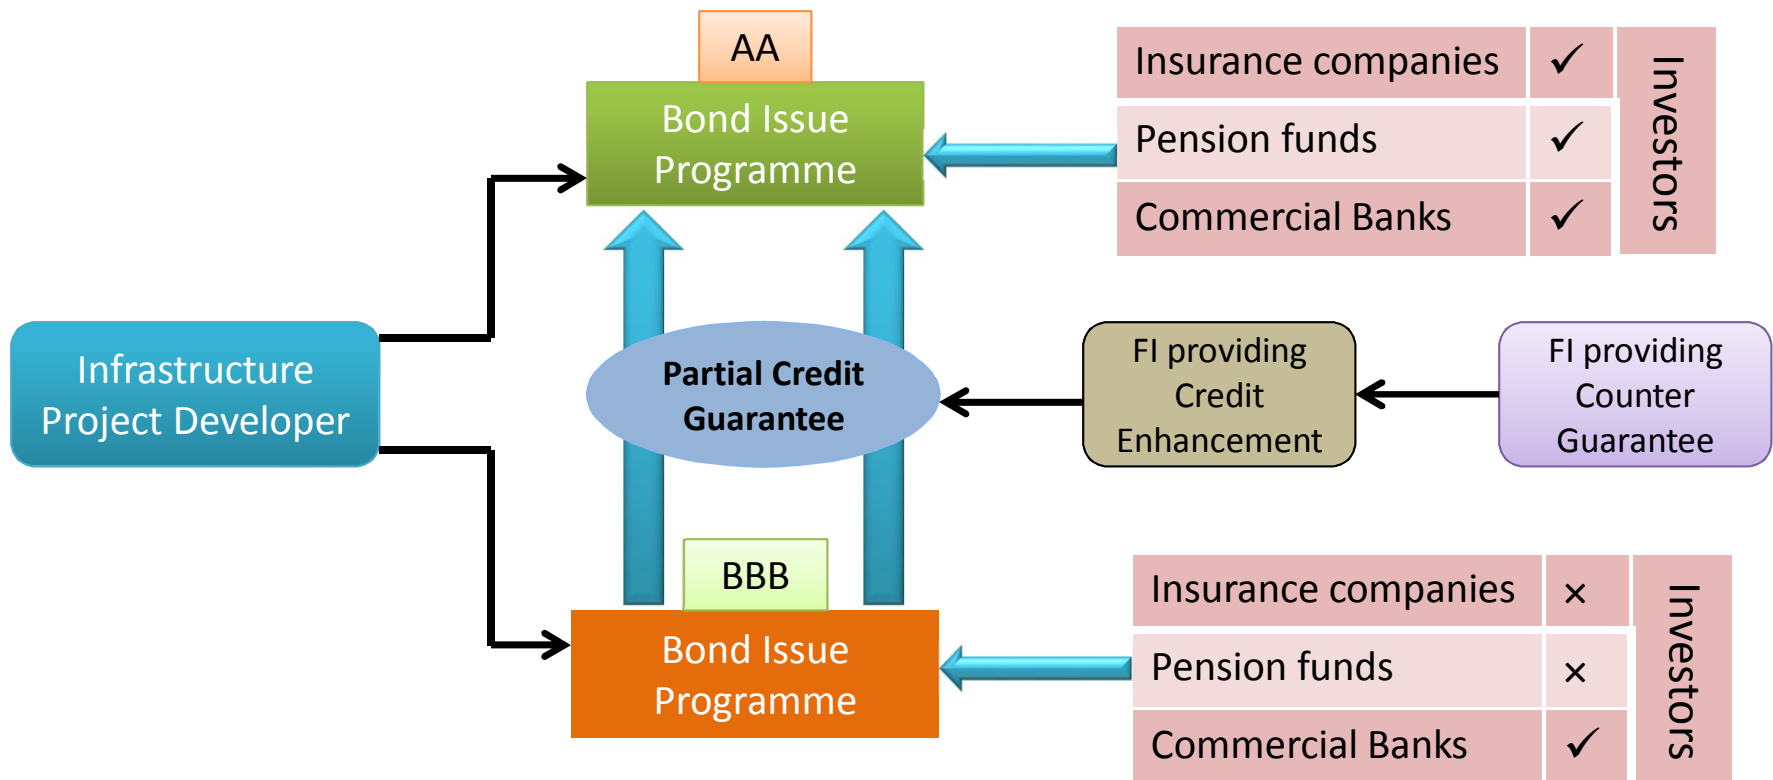 AA
Bond Issue
Programme
Insurance companies ✓
Pension funds ✓
Commercial Banks ✓
Investors
Infrastructure
Project Developer
Partial Credit
Guarantee
FI providing
Credit
Enhancement
FI providing
Counter
Guarantee
BBB
Bond Issue
Programme
Insurance companies ×
Pension funds ×
Commercial Banks ✓
Investors